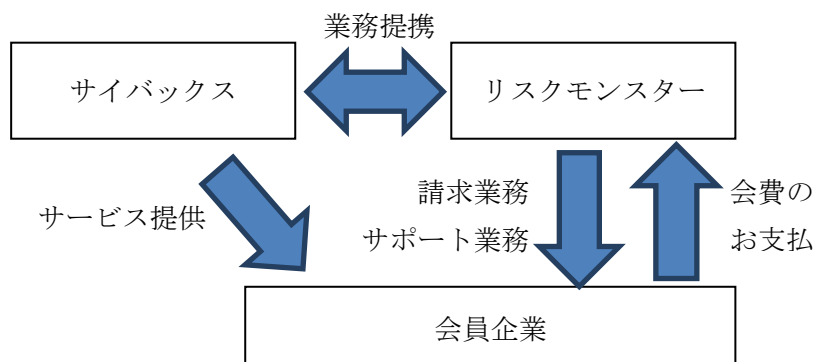 業務提携
サイバックス
リスクモンスター
サービス提供
請求業務
サポート業務
会費の
お支払
会員企業